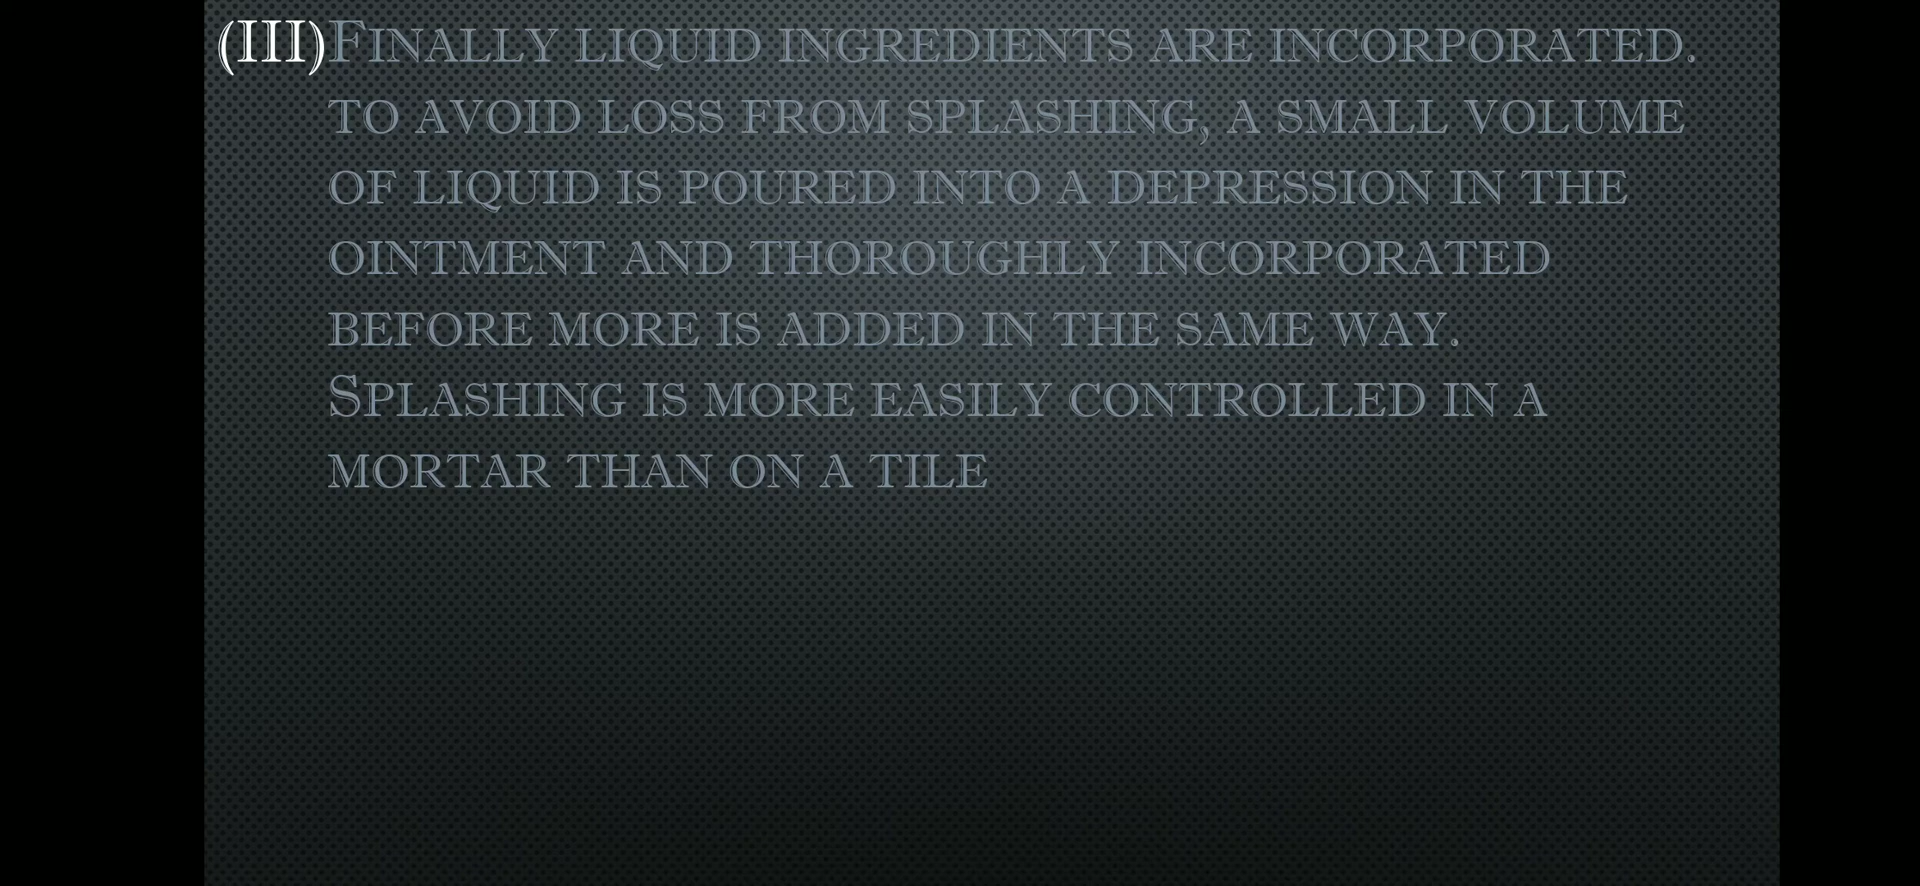 (III)Finally liquid ingredients are incorporated.
to avoid loss from splashing, a small volume
of liquid is poured into a depression in the
ointment and thoroughly incorporated
before more is added in the same way.
Splashing is more easily controlled in a
mortar than on a tile